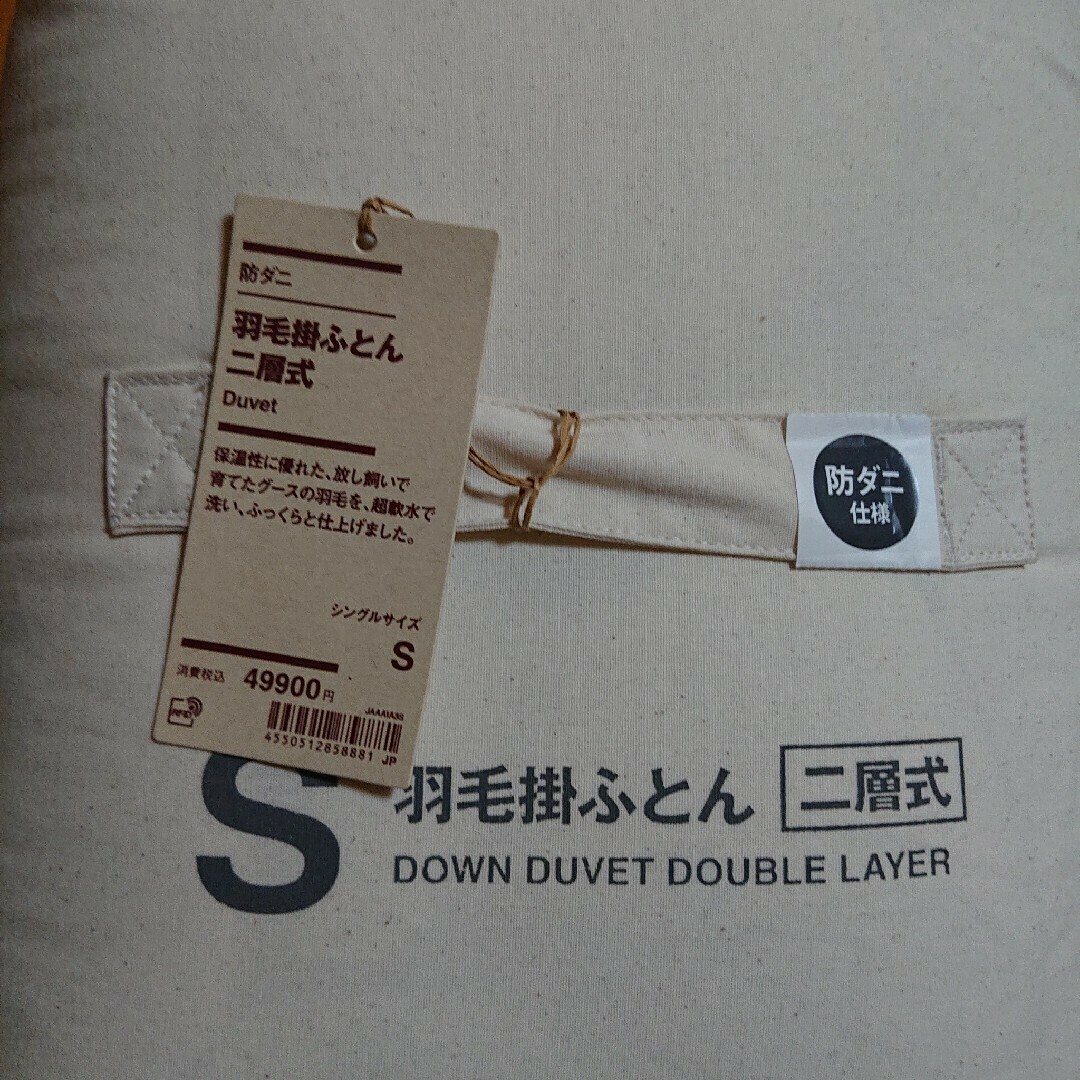 防ダニ
羽毛掛ふとん
二層式
Duvet
保温性に優れた、放し飼いで
育てたグースの羽毛を、超軟水で
洗い、ふっくらと仕上げました。
シングルサイズ
S
消費税込 49900円
RFID
JAAA1A3S
4550512858881 JP
防ダニ
仕様
S 羽毛掛ふとん 二層式
DOWN DUVET DOUBLE LAYER